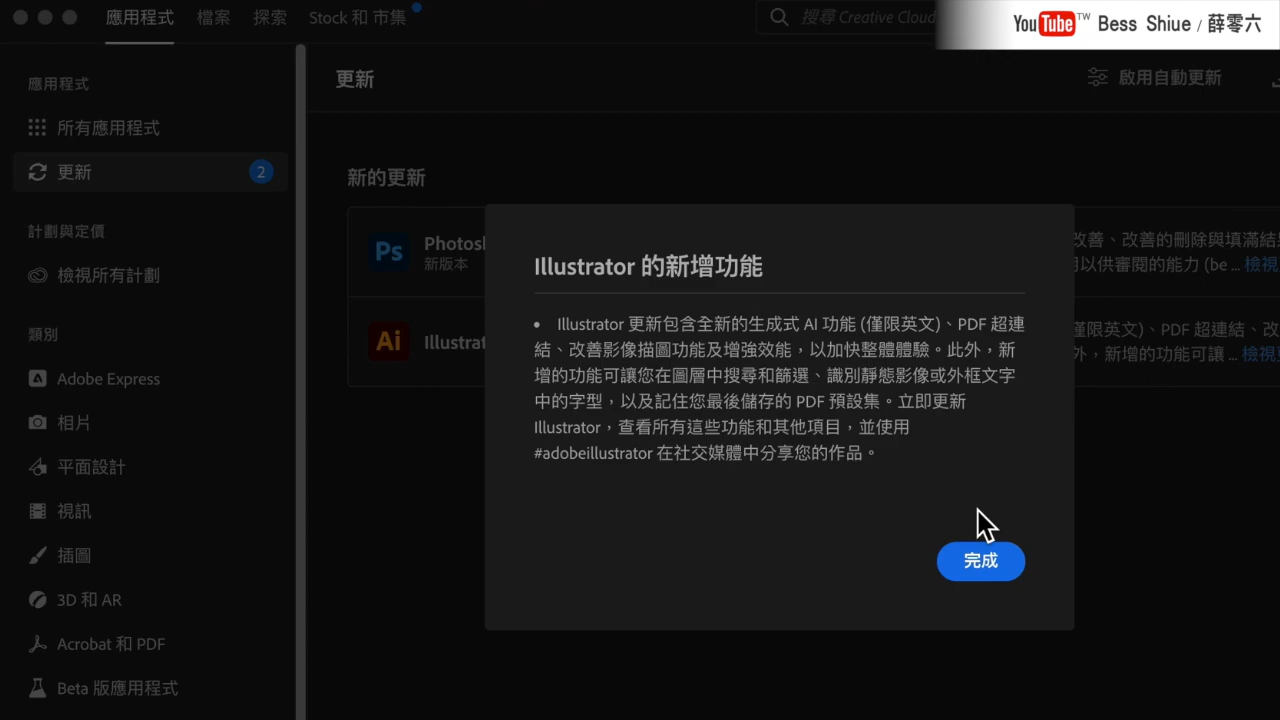 應用程式 檔案 探索 Stock 和 市集
搜尋 Creative Cloud
YouTube TW Bess Shiue / 薛零六
應用程式
所有應用程式
更新 2
計劃與定價
檢視所有計劃
類別
Adobe Express
相片
平面設計
視訊
插圖
3D 和 AR
Acrobat 和 PDF
Beta 版應用程式
更新
啟用自動更新
新的更新
Ps Photos
新版本
改善、改善的刪除與填滿結
以供審閱的能力 (be ... 檢視
Ai Illustrat
僅限英文)、PDF 超連結、改
外，新增的功能可讓 ... 檢視
Illustrator 的新增功能
• Illustrator 更新包含全新的生成式 AI 功能 (僅限英文)、PDF 超連
結、改善影像描圖功能及增強效能，以加快整體體驗。此外，新
增的功能可讓您在圖層中搜尋和篩選、識別靜態影像或外框文字
中的字型，以及記住您最後儲存的 PDF 預設集。立即更新
Illustrator，查看所有這些功能和其他項目，並使用
#adobeillustrator 在社交媒體中分享您的作品。
完成